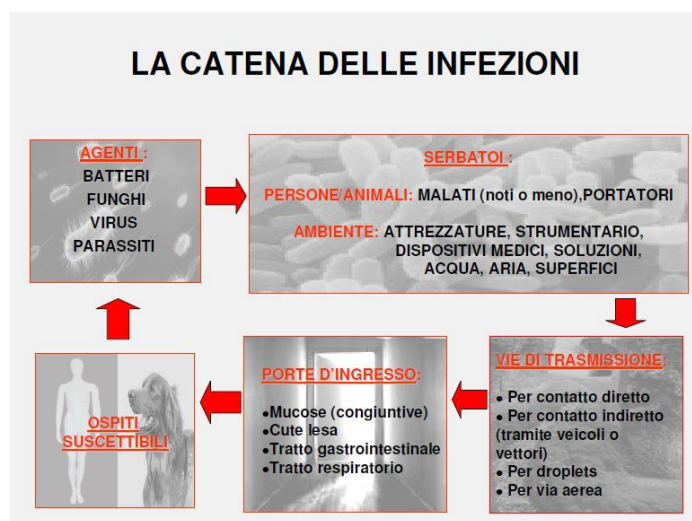 LA CATENA DELLE INFEZIONI
AGENTI :
BATTERI
FUNGHI
VIRUS
PARASSITI
SERBATOI :
PERSONE/ANIMALI: MALATI (noti o meno),PORTATORI
AMBIENTE: ATTREZZATURE, STRUMENTARIO,
DISPOSITIVI MEDICI, SOLUZIONI,
ACQUA, ARIA, SUPERFICI
VIE DI TRASMISSIONE:
● Per contatto diretto
● Per contatto indiretto
(tramite veicoli o
vettori)
● Per droplets
● Per via aerea
PORTE D'INGRESSO:
●Mucose (congiuntive)
●Cute lesa
●Tratto gastrointestinale
●Tratto respiratorio
OSPITI
SUSCETTIBILI